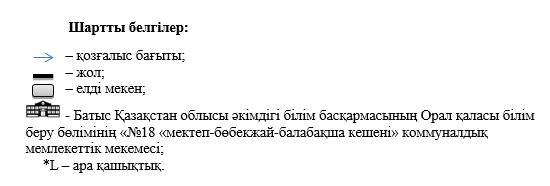 Шартты белгілер:
– қозғалыс бағыты;
– жол;
– елді мекен;
- Батыс Қазақстан облысы әкімдігі білім басқармасының Орал қаласы білім
беру бөлімінің «№18 «мектеп-бөбекжай-балабақша кешені» коммуналдық
мемлекеттік мекемесі;
*L – ара қашықтық.